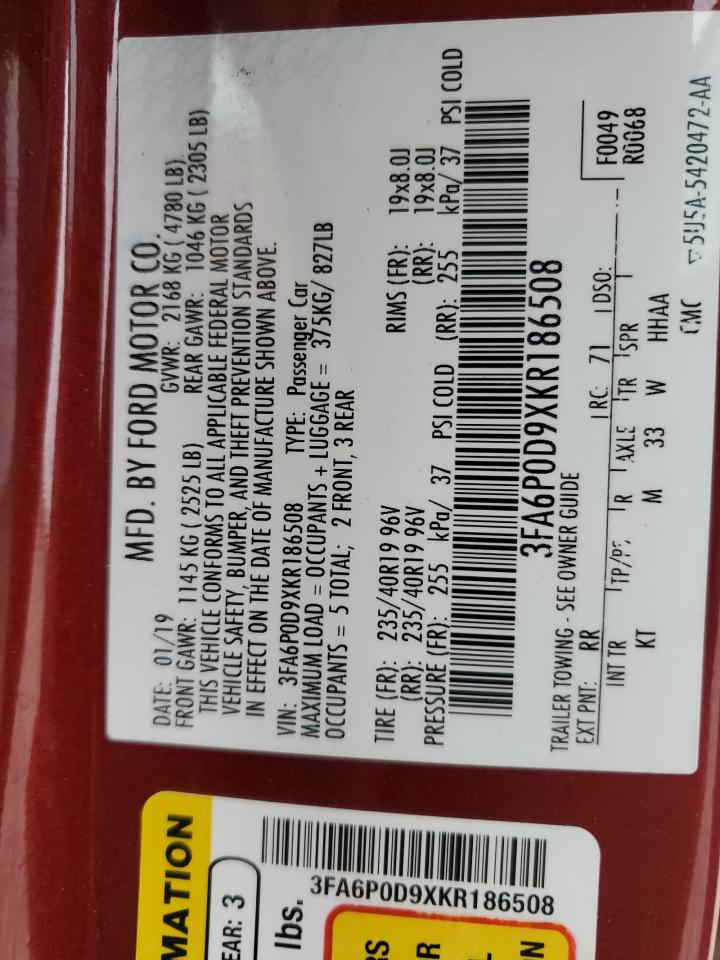 MFD. BY FORD MOTOR CO.
DATE: 01/19 GVWR: 2168 KG ( 4780 LB)
FRONT GAWR: 1145 KG ( 2525 LB) REAR GAWR: 1046 KG ( 2305 LB)
THIS VEHICLE CONFORMS TO ALL APPLICABLE FEDERAL MOTOR
VEHICLE SAFETY, BUMPER, AND THEFT PREVENTION STANDARDS
IN EFFECT ON THE DATE OF MANUFACTURE SHOWN ABOVE.
VIN: 3FA6P0D9XKR186508 TYPE: Passenger Car
MAXIMUM LOAD = OCCUPANTS + LUGGAGE = 375KG/ 827LB
OCCUPANTS = 5 TOTAL; 2 FRONT, 3 REAR
TIRE (FR): 235/40R19 96V RIMS (FR): 19x8.0J
(RR): 235/40R19 96V (RR): 19x8.0J
PRESSURE (FR): 255 kPa/ 37 PSI COLD (RR): 255 kPa/ 37 PSI COLD
3FA6P0D9XKR186508
TRAILER TOWING - SEE OWNER GUIDE
EXT PNT: RR RC: 71 DSO: F0049
R0068
INT TR TP/PS R AXLE TR SPR
KT M 33 W HHAA
CMC 5U5A-5420472-AA
MATION
EAR: 3
lbs.
3FA6P0D9XKR186508
RS
R
L
N